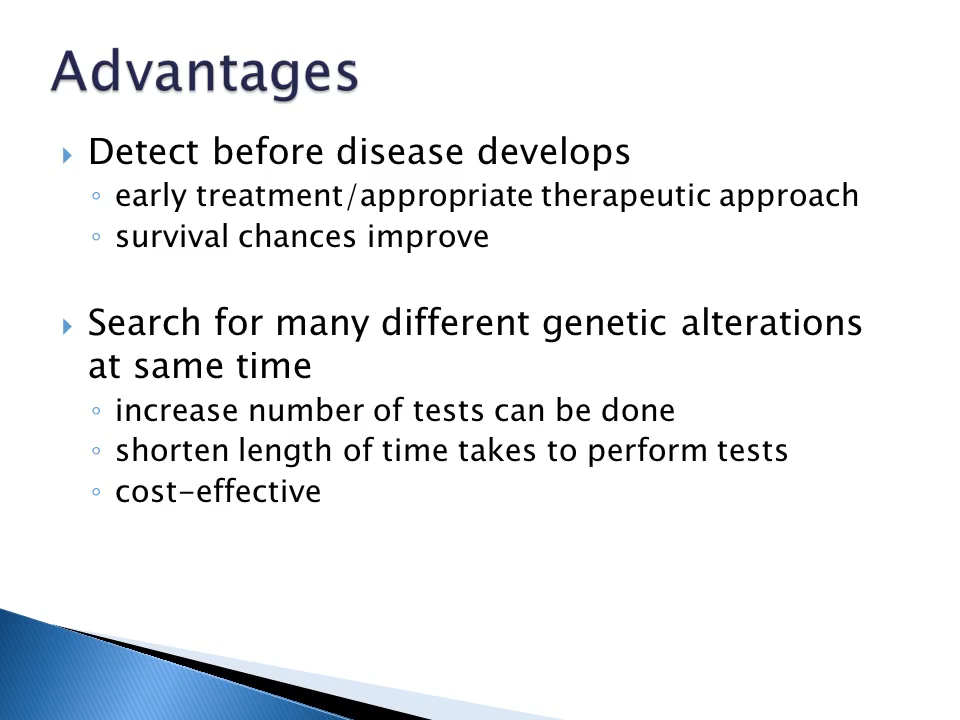 Advantages
Detect before disease develops
early treatment/appropriate therapeutic approach
survival chances improve
Search for many different genetic alterations
at same time
increase number of tests can be done
shorten length of time takes to perform tests
cost-effective